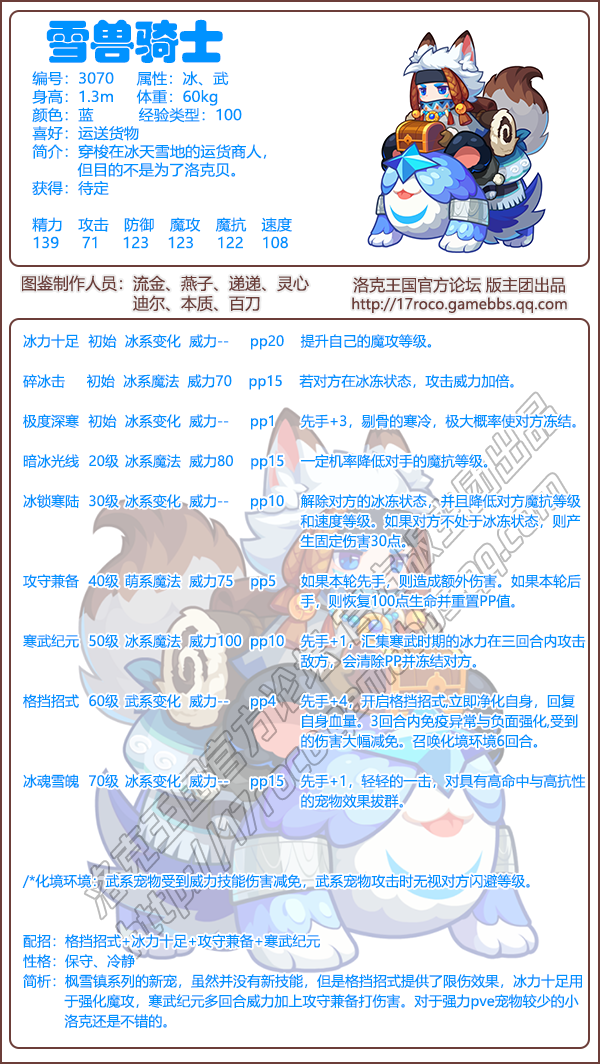 雪兽骑士
编号：3070 属性：冰、武
身高：1.3m 体重：60kg
颜色：蓝 经验类型：100
喜好：运送货物
简介：穿梭在冰天雪地的运货商人，
但目的不是为了洛克贝。
获得：待定
精力 攻击 防御 魔攻 魔抗 速度
139 71 123 123 122 108
图鉴制作人员：流金、燕子、递递、灵心
迪尔、本质、百刀
洛克王国官方论坛 版主团出品
http://17roco.gamebbs.qq.com
冰力十足 初始 冰系变化 威力-- pp20 提升自己的魔攻等级。
碎冰击 初始 冰系魔法 威力70 pp15 若对方在冰冻状态，攻击威力加倍。
极度深寒 初始 冰系变化 威力-- pp1 先手+3，剔骨的寒冷，极大概率使对方冻结。
暗冰光线 20级 冰系魔法 威力80 pp15 一定机率降低对手的魔抗等级。
冰锁寒陆 30级 冰系变化 威力-- pp10 解除对方的冰冻状态，并且降低对方魔抗等级
和速度等级。如果对方不处于冰冻状态，则产
生固定伤害30点。
攻守兼备 40级 萌系魔法 威力75 pp5 如果本轮先手，则造成额外伤害。如果本轮后
手，则恢复100点生命并重置PP值。
寒武纪元 50级 冰系魔法 威力100 pp10 先手+1，汇集寒武时期的冰力在三回合内攻击
敌方，会清除PP并冻结对方。
格挡招式 60级 武系变化 威力-- pp4 先手+4，开启格挡招式,立即净化自身，回复
自身血量。3回合内免疫异常与负面强化,受到
的伤害大幅减免。召唤化境环境6回合。
冰魂雪魄 70级 冰系变化 威力-- pp15 先手+1，轻轻的一击，对具有高命中与高抗性
的宠物效果拔群。
/*化境环境：武系宠物受到威力技能伤害减免，武系宠物攻击时无视对方闪避等级。
配招：格挡招式+冰力十足+攻守兼备+寒武纪元
性格：保守、冷静
简析：枫雪镇系列的新宠，虽然并没有新技能，但是格挡招式提供了限伤效果，冰力十足用
于强化魔攻，寒武纪元多回合威力加上攻守兼备打伤害。对于强力pve宠物较少的小
洛克还是不错的。
洛克王国官方论坛 版主团出品
http://17roco.gamebbs.qq.com